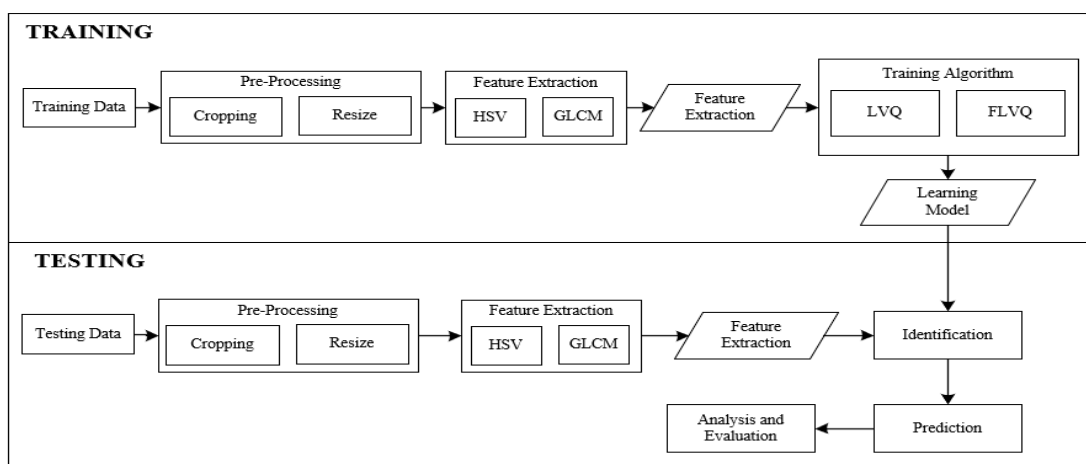 TRAINING
Training Data
Pre-Processing
Cropping
Resize
Feature Extraction
HSV
GLCM
Feature
Extraction
Training Algorithm
LVQ
FLVQ
Learning
Model
TESTING
Testing Data
Pre-Processing
Cropping
Resize
Feature Extraction
HSV
GLCM
Feature
Extraction
Identification
Analysis and
Evaluation
Prediction